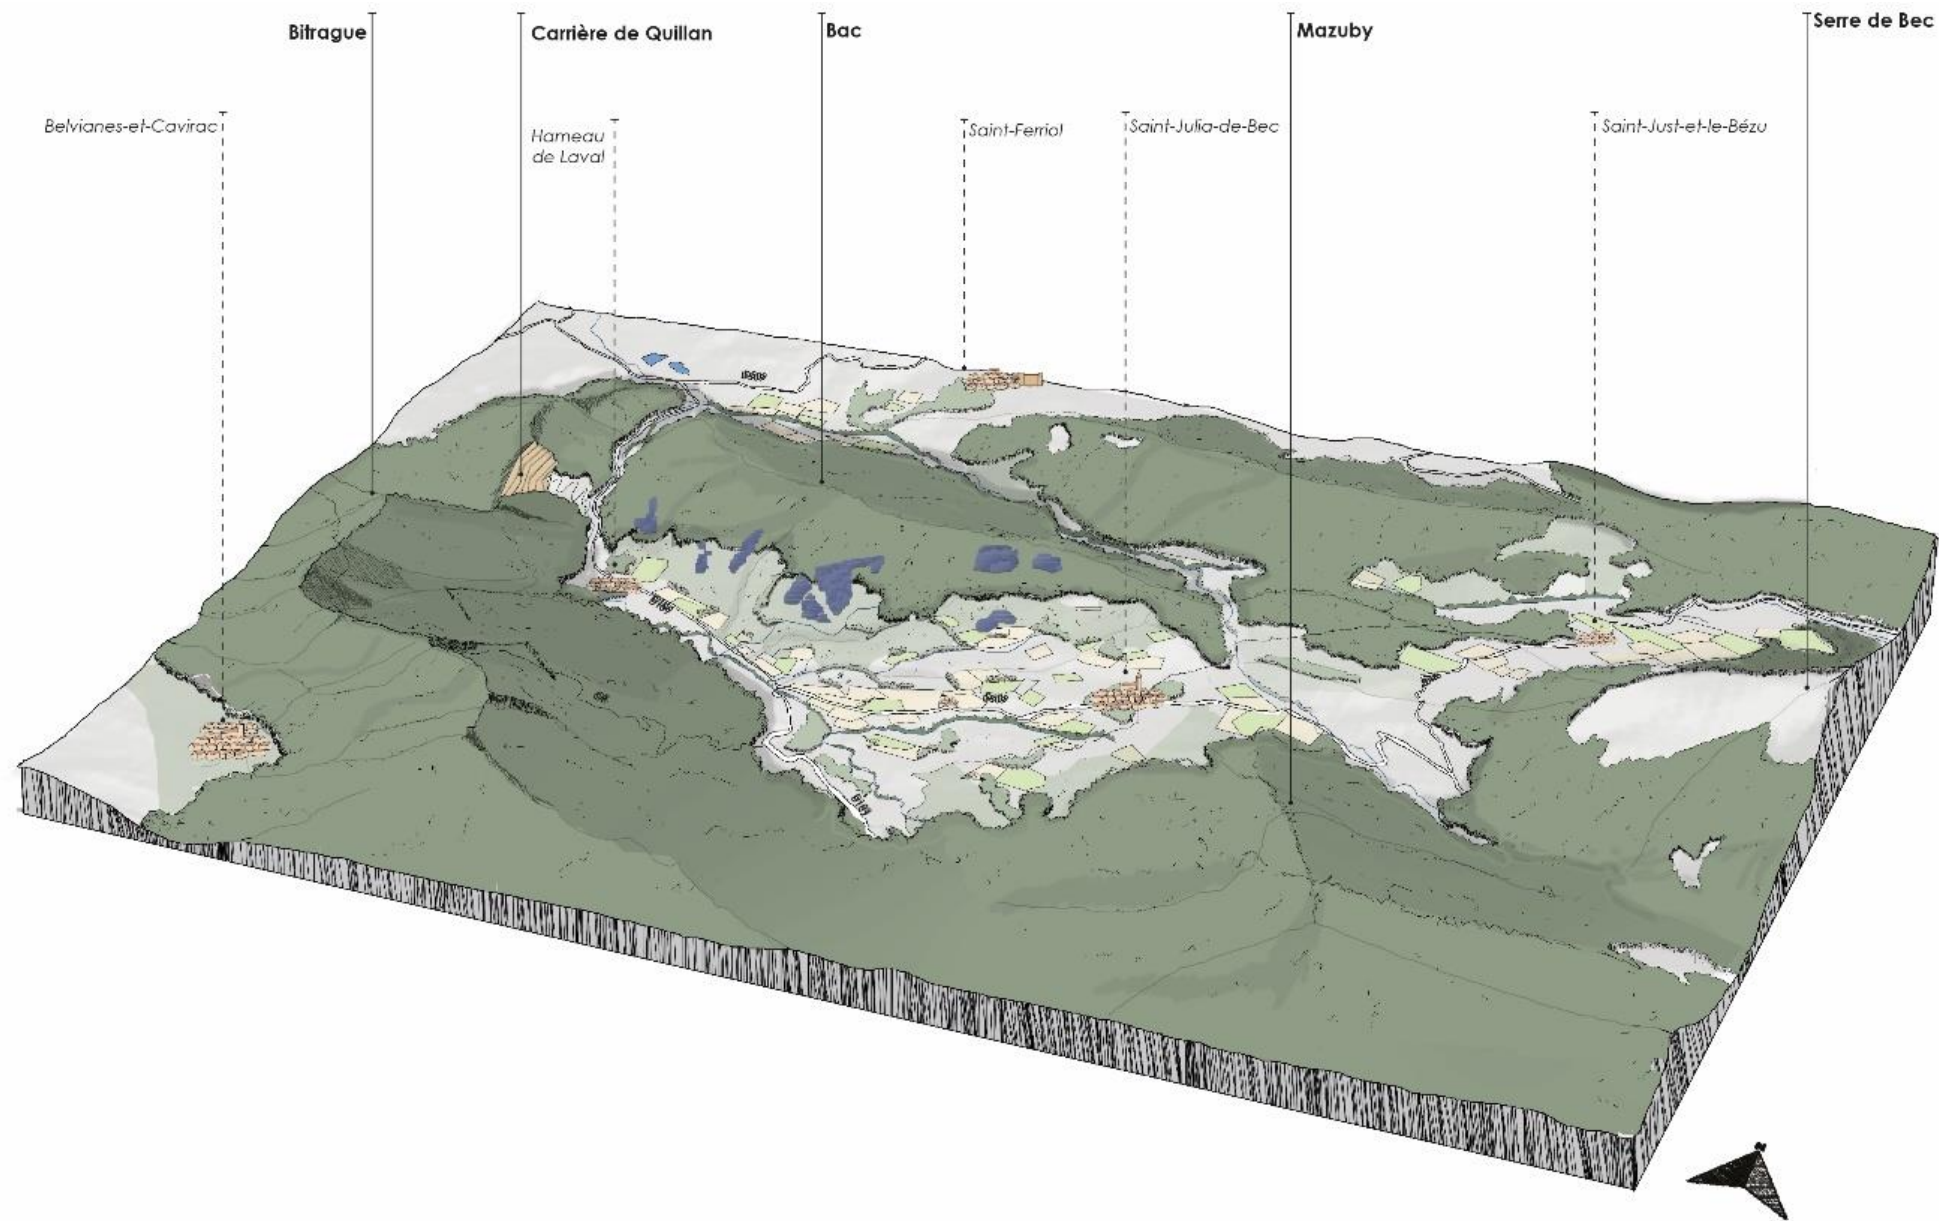 Bitrague
Carrière de Quillan
Bac
Mazuby
Serre de Bec
Belvianes-et-Cavirac
Hameau
de Laval
Saint-Ferriol
Saint-Julia-de-Bec
Saint-Just-et-le-Bézu
N